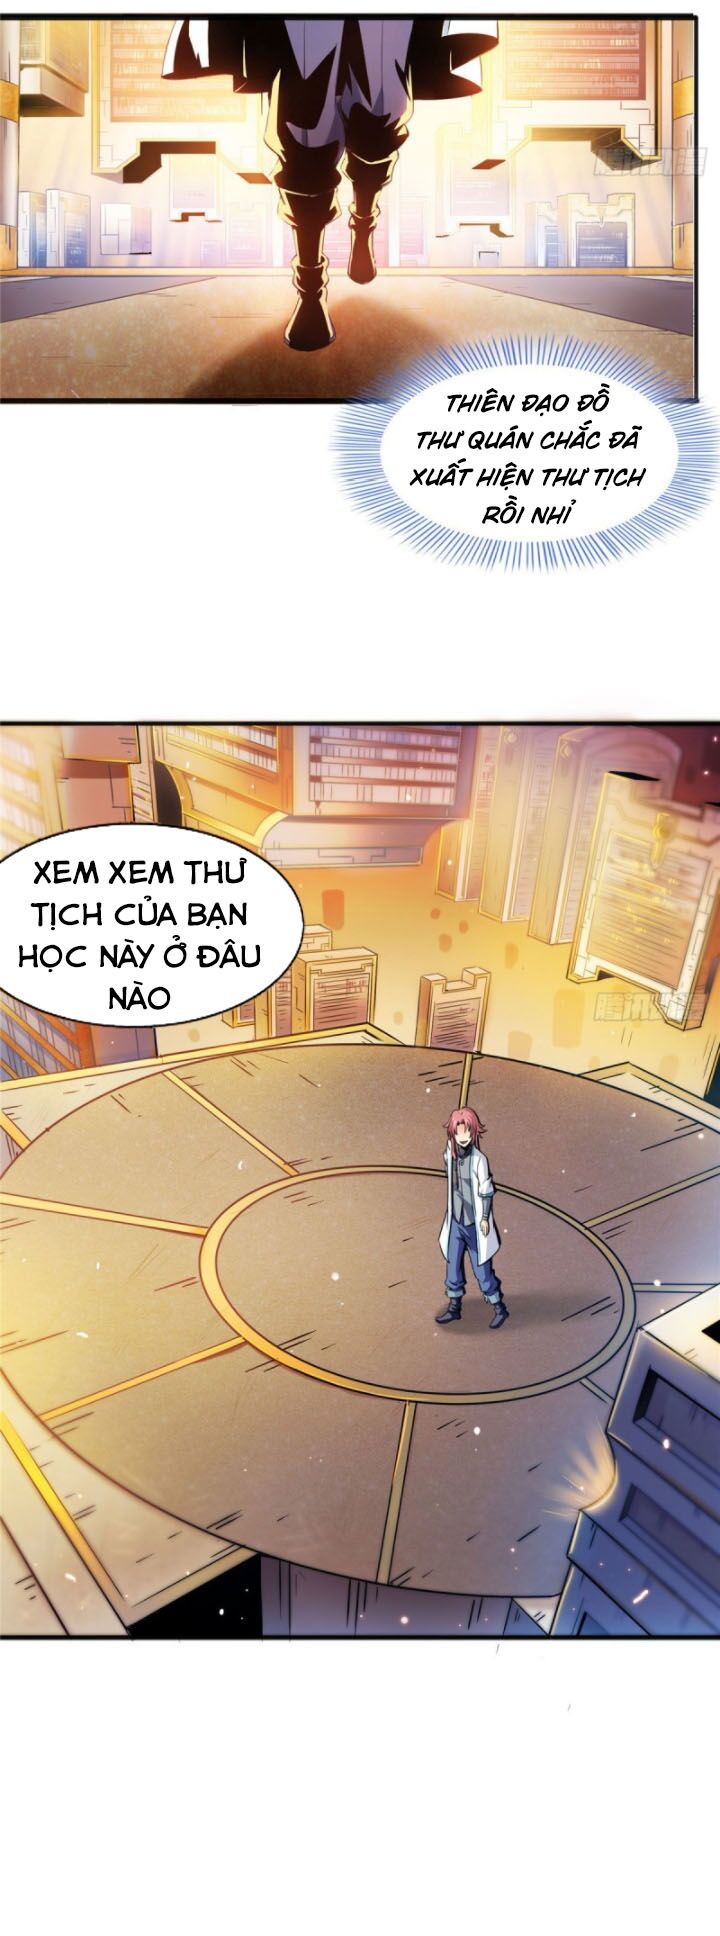 THIÊN ĐẠO ĐỒ
THƯ QUÁN CHẮC ĐÃ
XUẤT HIỆN THƯ TỊCH
RỒI NHỈ
XEM XEM THƯ
TỊCH CỦA BẠN
HỌC NÀY Ở ĐÂU
NÀO